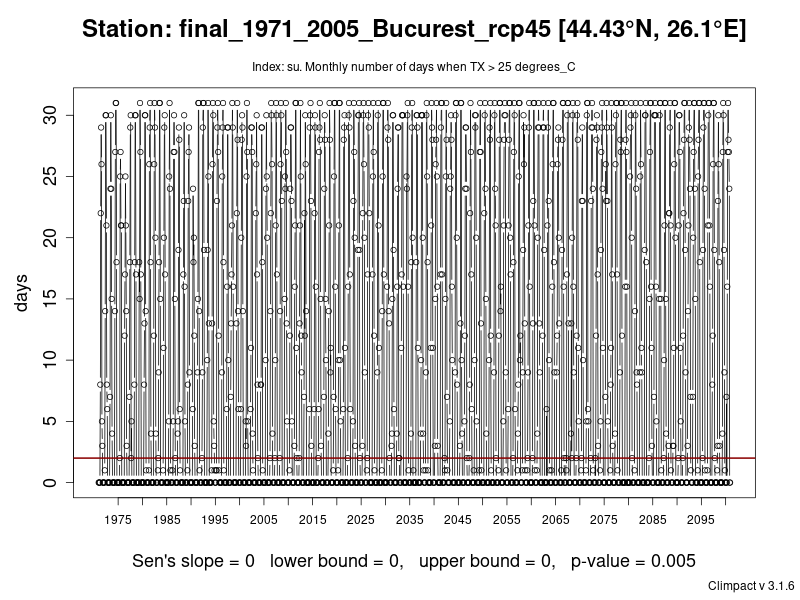 Station: final_1971_2005_Bucurest_rcp45 [44.43°N, 26.1°E]
Index: su. Monthly number of days when TX > 25 degrees_C
30
25
20
15
10
5
0
days
1975 1985 1995 2005 2015 2025 2035 2045 2055 2065 2075 2085 2095
Sen's slope = 0 lower bound = 0, upper bound = 0, p-value = 0.005
Climpact v 3.1.6